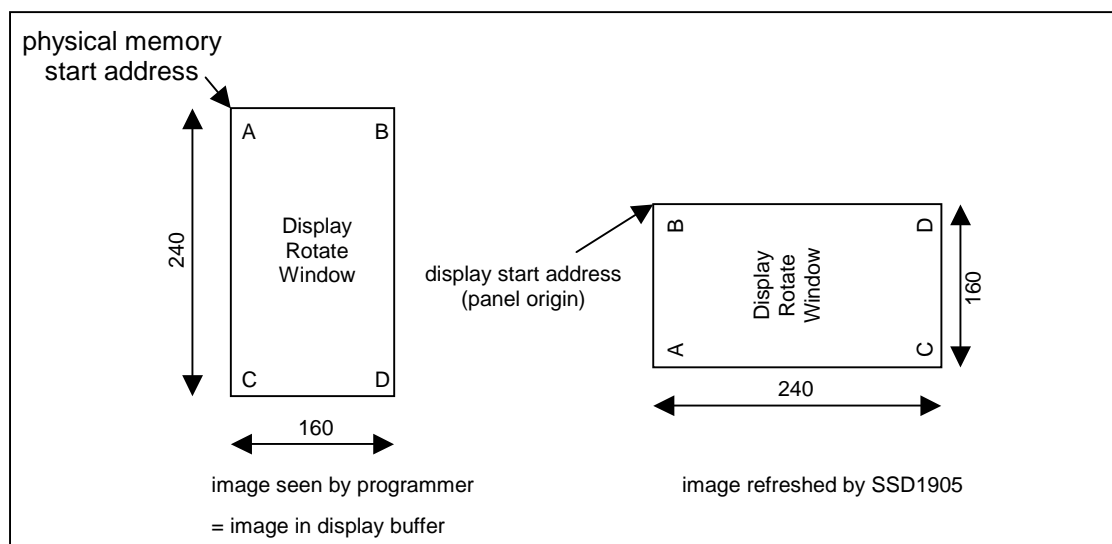 physical memory
start address
A
B
240
Display
Rotate
Window
C
D
160
image seen by programmer
= image in display buffer
display start address
(panel origin)
B
D
Display
Rotate
Window
160
A
C
240
image refreshed by SSD1905